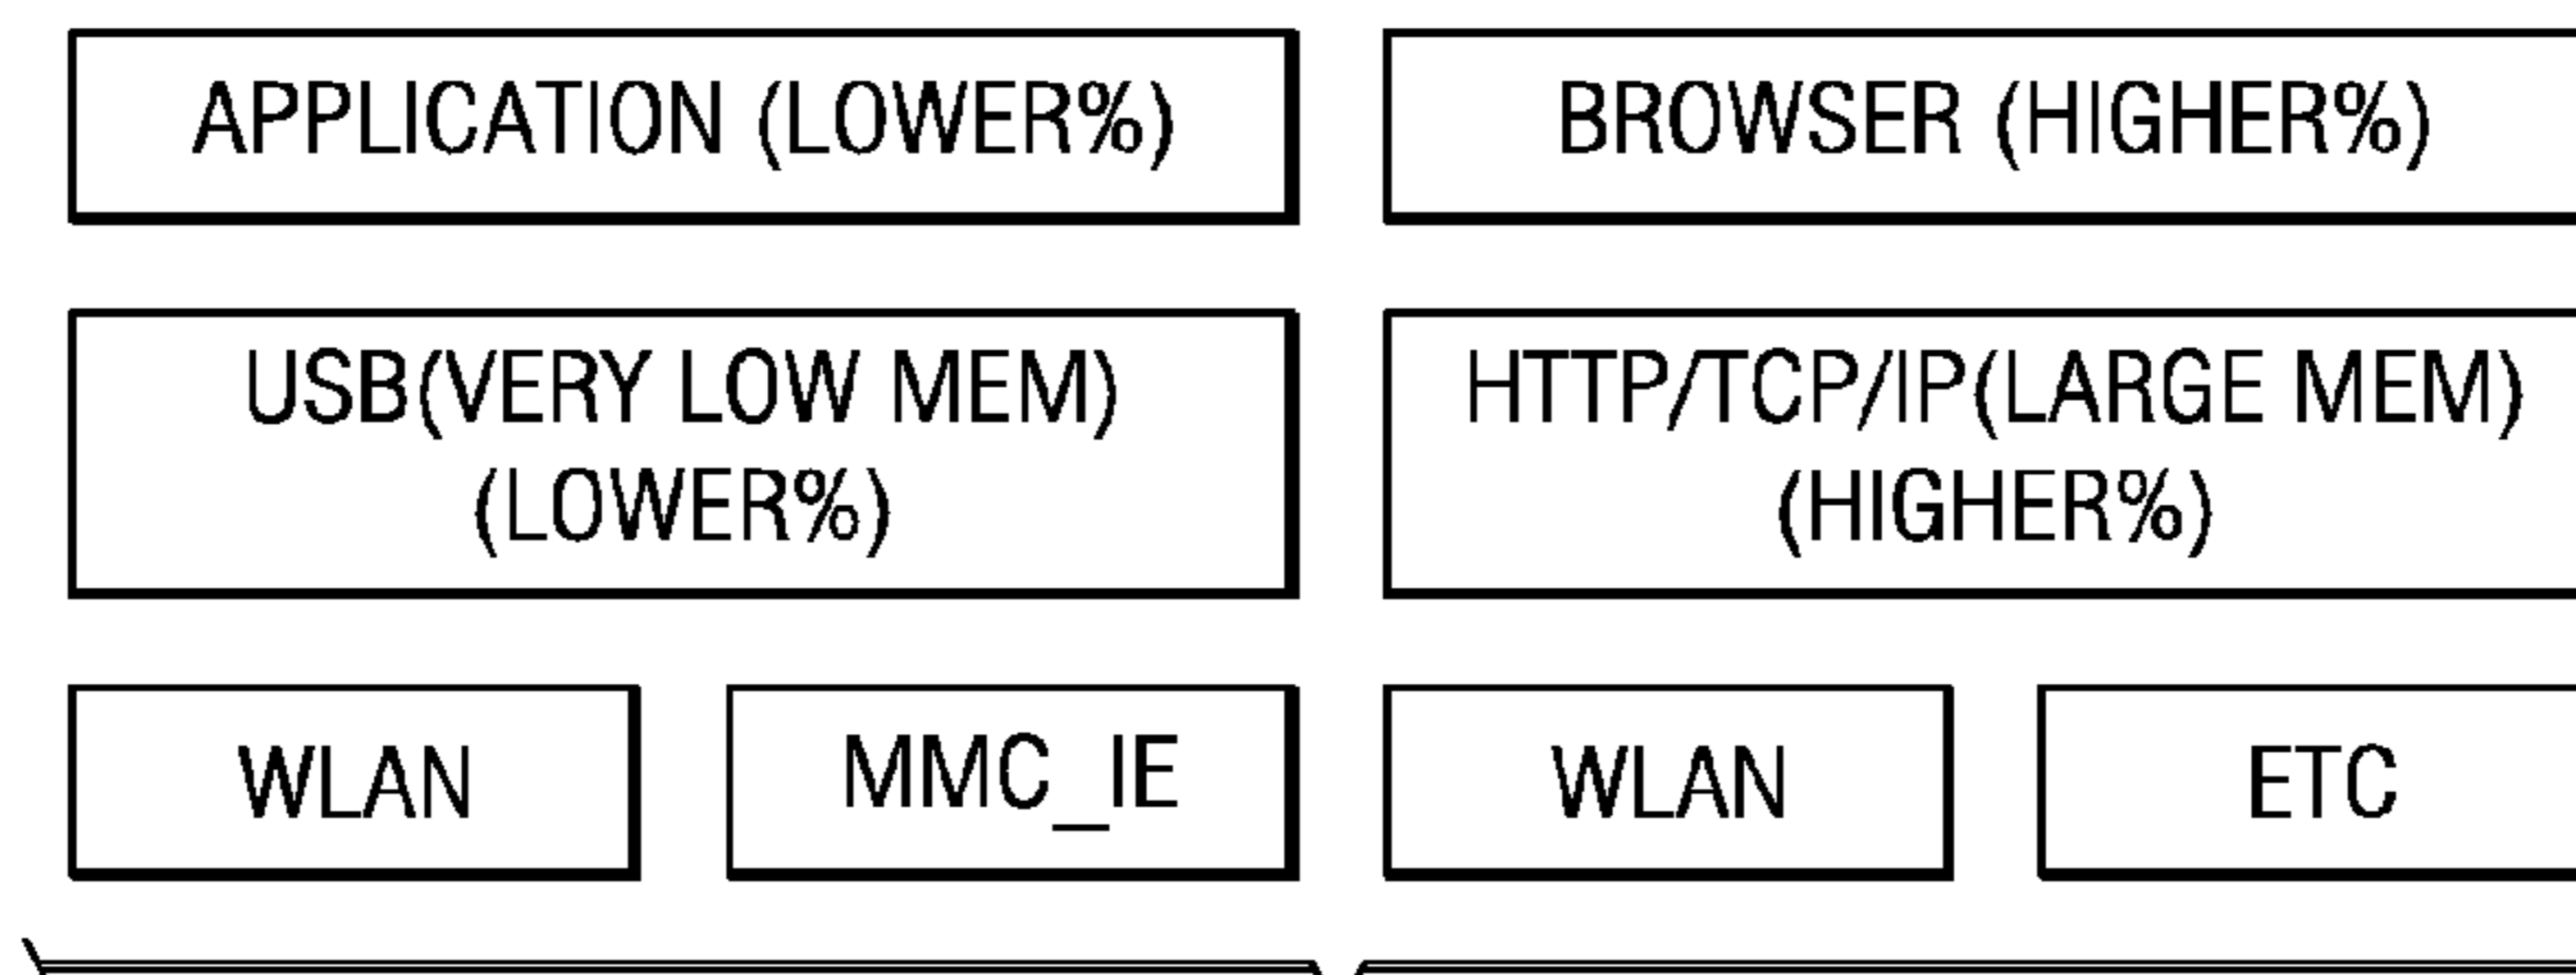 APPLICATION (LOWER%)
BROWSER (HIGHER%)
USB(VERY LOW MEM)
(LOWER%)
HTTP/TCP/IP(LARGE MEM)
(HIGHER%)
WLAN
MMC_IE
WLAN
ETC